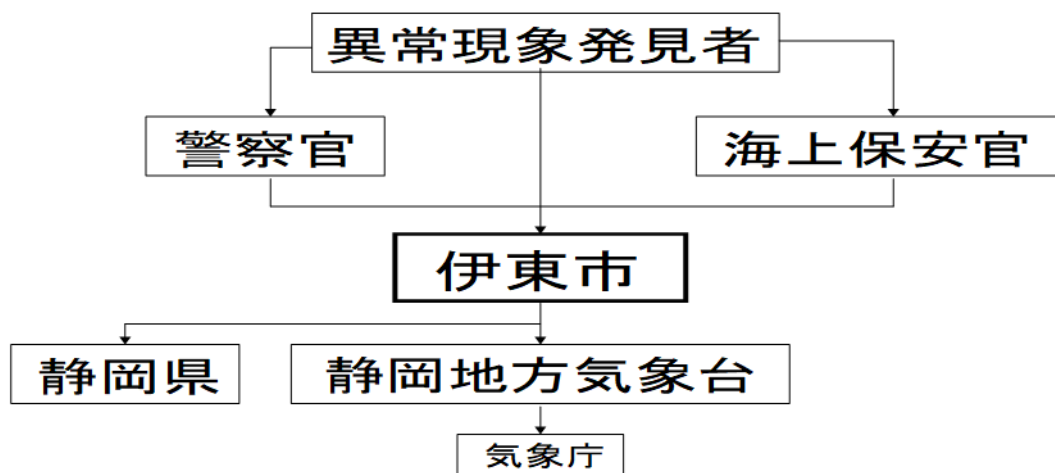 異常現象発見者
警察官
海上保安官
伊東市
静岡県
静岡地方気象台
気象庁